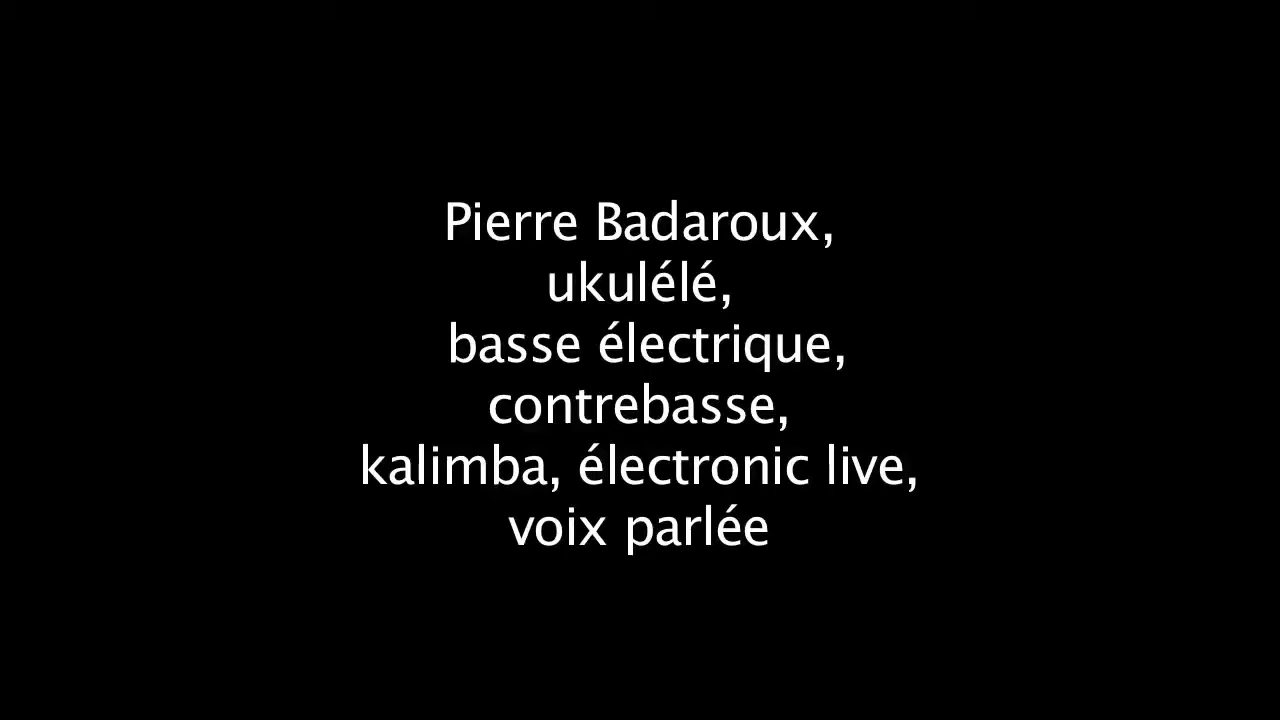 Pierre Badaroux,
ukulélé,
basse électrique,
contrebasse,
kalimba, électronic live,
voix parlée